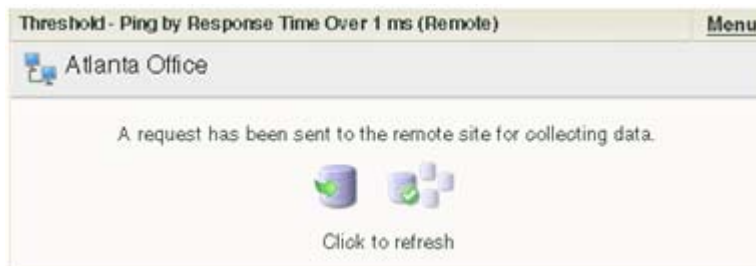 Threshold - Ping by Response Time Over 1 ms (Remote) Menu
Atlanta Office
A request has been sent to the remote site for collecting data.
Click to refresh